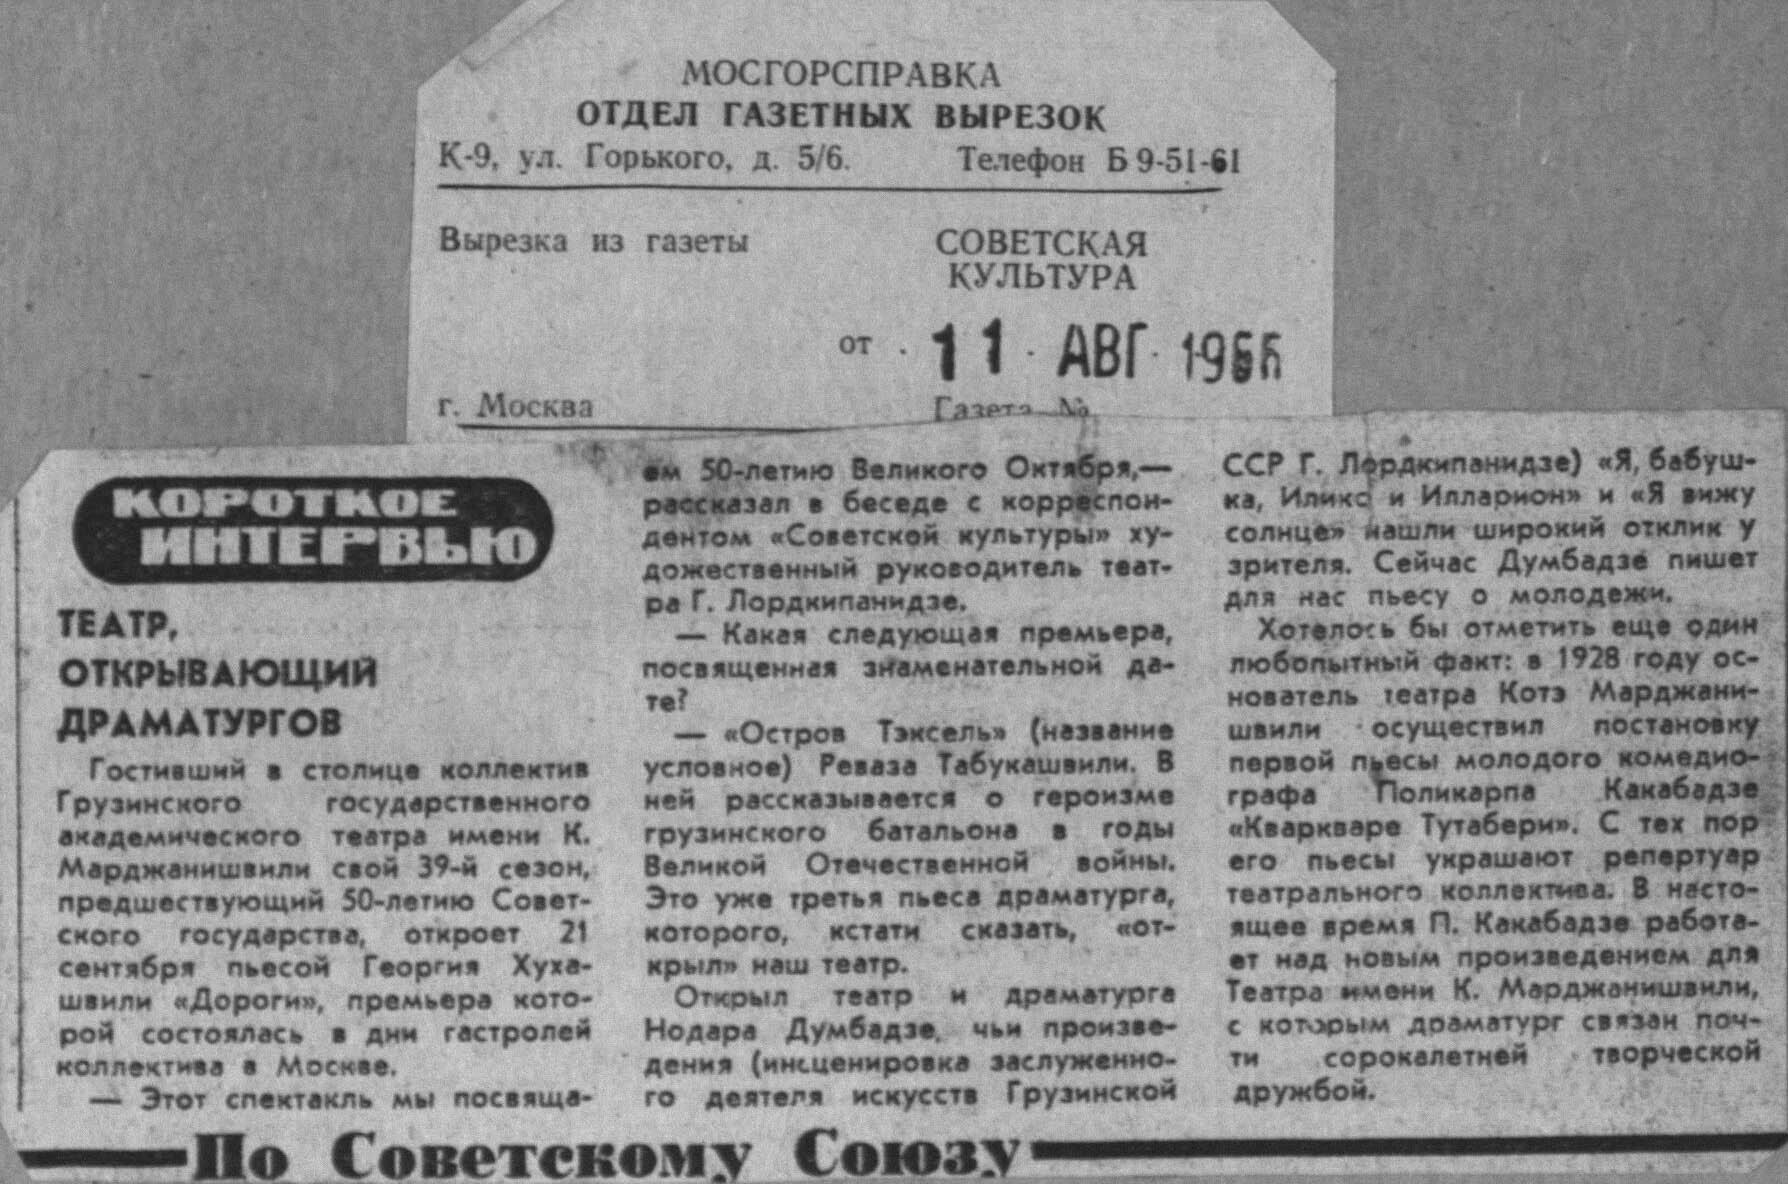 МОСГОРСПРАВКА
ОТДЕЛ ГАЗЕТНЫХ ВЫРЕЗОК
К-9, ул. Горького, д. 5/6. Телефон Б 9-51-61
Вырезка из газеты
СОВЕТСКАЯ
КУЛЬТУРА
от . 11 . АВГ . 1966
г. Москва
Газета №
КОРОТКОЕ
ИНТЕРВЬЮ
ТЕАТР,
ОТКРЫВАЮЩИЙ
ДРАМАТУРГОВ
Гостивший в столице коллектив
Грузинского государственного
академического театра имени К.
Марджанишвили свой 39-й сезон,
предшествующий 50-летию Совет-
ского государства, откроет 21
сентября пьесой Георгия Хуха-
швили «Дороги», премьера кото-
рой состоялась в дни гастролей
коллектива в Москве.
— Этот спектакль мы посвяща-
ем 50-летию Великого Октября,—
рассказал в беседе с корреспон-
дентом «Советской культуры» ху-
дожественный руководитель теат-
ра Г. Лордкипанидзе.
— Какая следующая премьера,
посвященная знаменательной да-
те?
— «Остров Тэксель» (название
условное) Реваза Табукашвили. В
ней рассказывается о героизме
грузинского батальона в годы
Великой Отечественной войны.
Это уже третья пьеса драматурга,
которого, кстати сказать, «от-
крыл» наш театр.
Открыл театр и драматурга
Нодара Думбадзе, чьи произве-
дения (инсценировка заслуженно-
го деятеля искусств Грузинской
ССР Г. Лордкипанидзе) «Я, бабуш-
ка, Илико и Илларион» и «Я вижу
солнце» нашли широкий отклик у
зрителя. Сейчас Думбадзе пишет
для нас пьесу о молодежи.
Хотелось бы отметить еще один
любопытный факт: в 1928 году ос-
нователь театра Котэ Марджани-
швили осуществил постановку
первой пьесы молодого комедио-
графа Поликарпа Какабадзе
«Кваркваре Тутабери». С тех пор
его пьесы украшают репертуар
театрального коллектива. В насто-
ящее время П. Какабадзе работа-
ет над новым произведением для
Театра имени К. Марджанишвили,
с которым драматург связан поч-
ти сорокалетней творческой
дружбой.
По Советскому Союзу